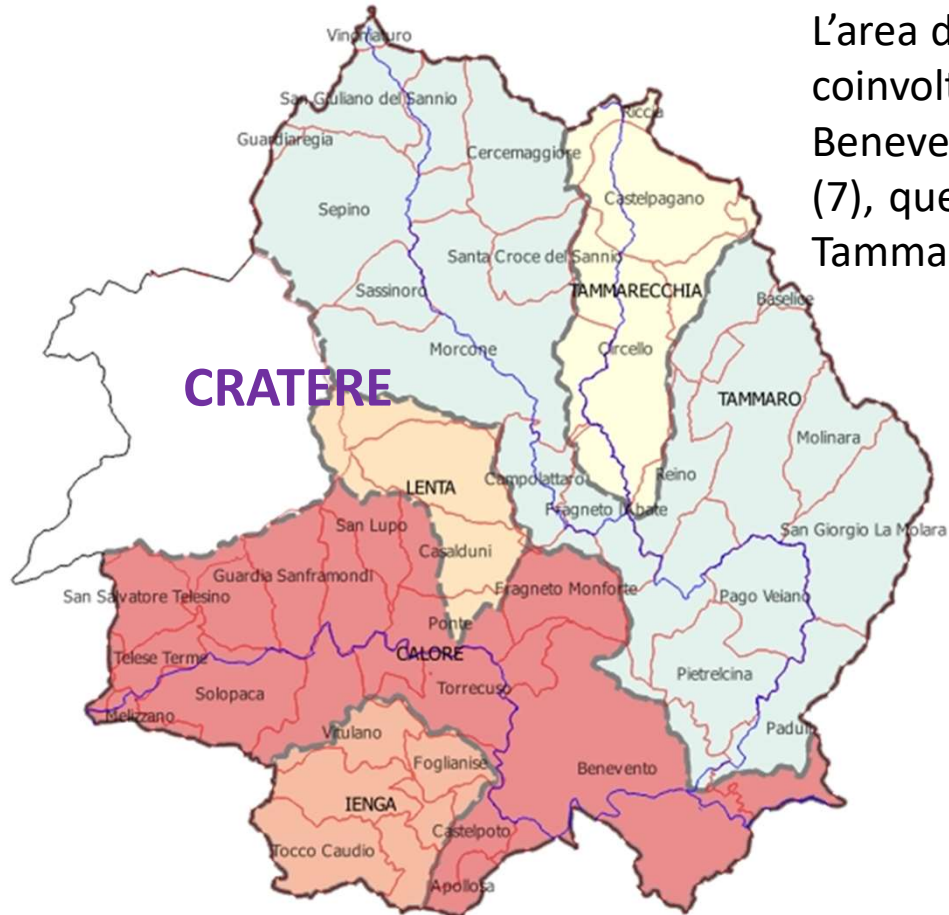 L’area d
coinvolt
Beneve
(7), que
Tamma
Vinchiaturo
San Giuliano del Sannio
Riccia
Guardiaregia
Cercemaggiore
Castelpagano
Sepino
Santa Croce del Sannio
Sassinoro
TAMMARECCHIA
Baselice
Morcone
Circello
CRATERE
TAMMARO
Molinara
Campolattaro
Reino
LENTA
Fragneto l'Abate
San Lupo
San Giorgio La Molara
Casalduni
Guardia Sanframondi
Fragneto Monforte
San Salvatore Telesino
Pago Veiano
Ponte
Telese Terme
CALORE
Pietrelcina
Solopaca
Torrecuso
Melizzano
Vitulano
Paduli
Foglianise
Benevento
IENGA
Castelpoto
Tocco Caudio
Apollosa